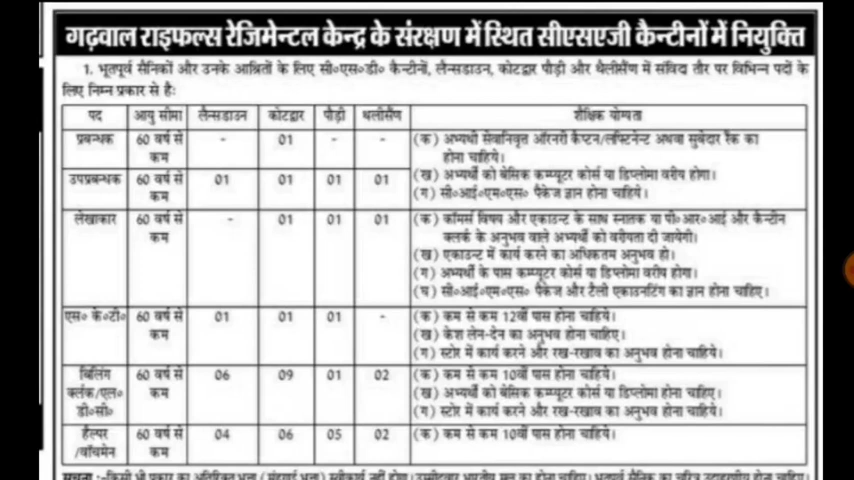 गढ़वाल राइफल्स रेजिमेन्टल केन्द्र के संरक्षण में स्थित सीएसएजी कैन्टीनों में नियुक्ति
1. भूतपूर्व सैनिकों और उनके आश्रितों के लिए सी०एस०डी० कैन्टीनों, लैन्सडाउन, कोटद्वार पौड़ी और थैलीसैंण में संविदा तौर पर विभिन्न पदों के
लिए निम्न प्रकार से है:
पद आयु सीमा लैन्सडाउन कोटद्वार पौड़ी थलीसैंण शैक्षिक योग्यता
प्रबन्धक 60 वर्ष से कम - 01 - - (क) अभ्यर्थी सेवानिवृत ऑरनरी कैप्टन/लफ्टिनेन्ट अथवा सुबेदार रैंक का
होना चाहिये।
उपप्रबन्धक 60 वर्ष से कम 01 01 01 01 (ख) अभ्यर्थी को बेसिक कम्प्यूटर कोर्स या डिप्लोमा वरीय होगा।
(ग) सी०आई०एम०एस० पैकेज ज्ञान होना चाहिये।
लेखाकार 60 वर्ष से कम - 01 01 01 (क) कॉमर्स विषय और एकाउन्ट के साथ स्नातक या पी०आर०आई और कैन्टीन
क्लर्क के अनुभव वाले अभ्यर्थी को वरीयता दी जायेगी।
(ख) एकाउन्ट में कार्य करने का अधिकतम अनुभव हो।
(ग) अभ्यर्थी के पास कम्प्यूटर कोर्स या डिप्लोमा वरीय होगा।
(घ) सी०आई०एम०एस० पैकेज और टैली एकाउन्टिंग का ज्ञान होना चाहिए।
एस० के०टी० 60 वर्ष से कम 01 01 01 - (क) कम से कम 12वीं पास होना चाहिये।
(ख) केश लेन-देन का अनुभव होना चाहिए।
(ग) स्टोर में कार्य करने और रख-रखाव का अनुभव होना चाहिये।
बिलिंग क्लर्क/एल० डी०सी० 60 वर्ष से कम 06 09 01 02 (क) कम से कम 10वीं पास होना चाहिये।
(ख) अभ्यर्थी को बेसिक कम्प्यूटर कोर्स या डिप्लोमा होना चाहिए।
(ग) स्टोर में कार्य करने और रख-रखाव का अनुभव होना चाहिये।
हैल्पर /वॉचमेन 60 वर्ष से कम 04 06 05 02 (क) कम से कम 10वीं पास होना चाहिये।